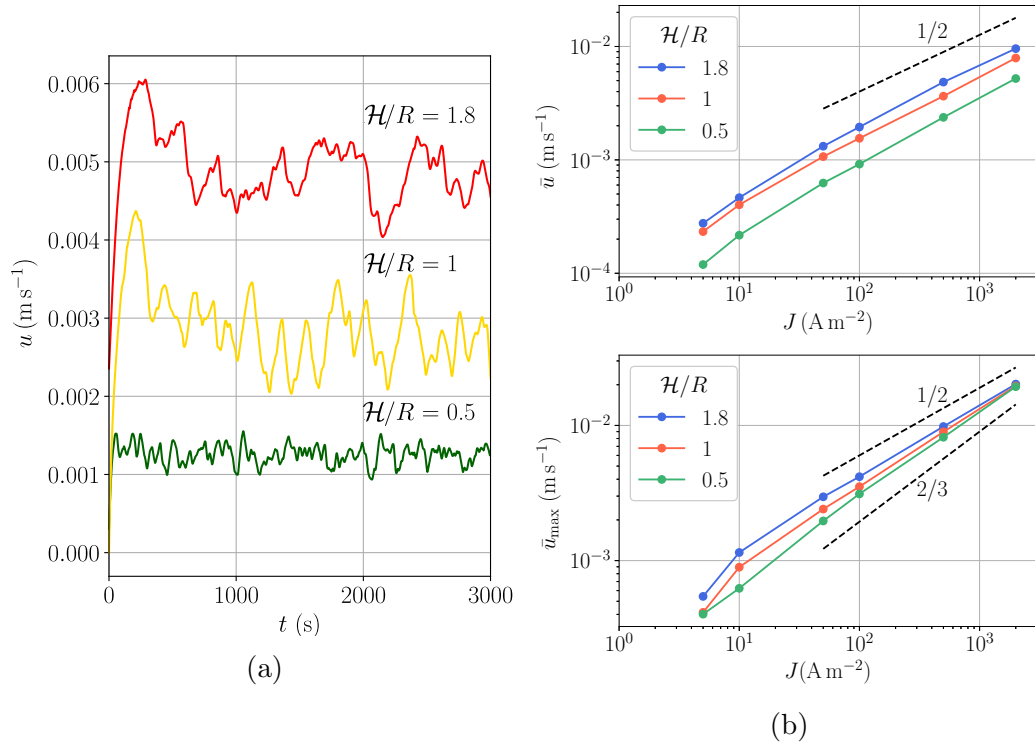 0.006
0.005
0.004
0.003
0.002
0.001
0.000
u (m s⁻¹)
ℋ/R = 1.8
ℋ/R = 1
ℋ/R = 0.5
0 1000 2000 3000
t (s)
(a)
10⁻²
10⁻³
10⁻⁴
ū (m s⁻¹)
ℋ/R
1.8
1
0.5
1/2
10⁰ 10¹ 10² 10³
J (A m⁻²)
10⁻²
10⁻³
ūₘₐₓ (m s⁻¹)
ℋ/R
1.8
1
0.5
1/2
2/3
10⁰ 10¹ 10² 10³
J(A m⁻²)
(b)